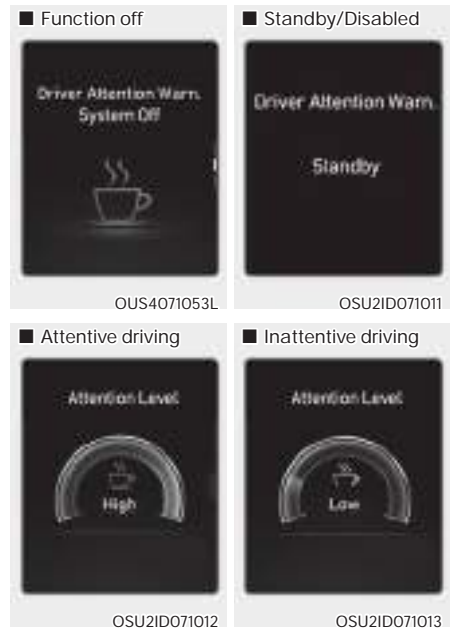 ■ Function off
Driver Attention Warn.
System Off
OUS4071053L
■ Standby/Disabled
Driver Attention Warn.
Standby
OSU2ID071011
■ Attentive driving
Attention Level
High
OSU2ID071012
■ Inattentive driving
Attention Level
Low
OSU2ID071013